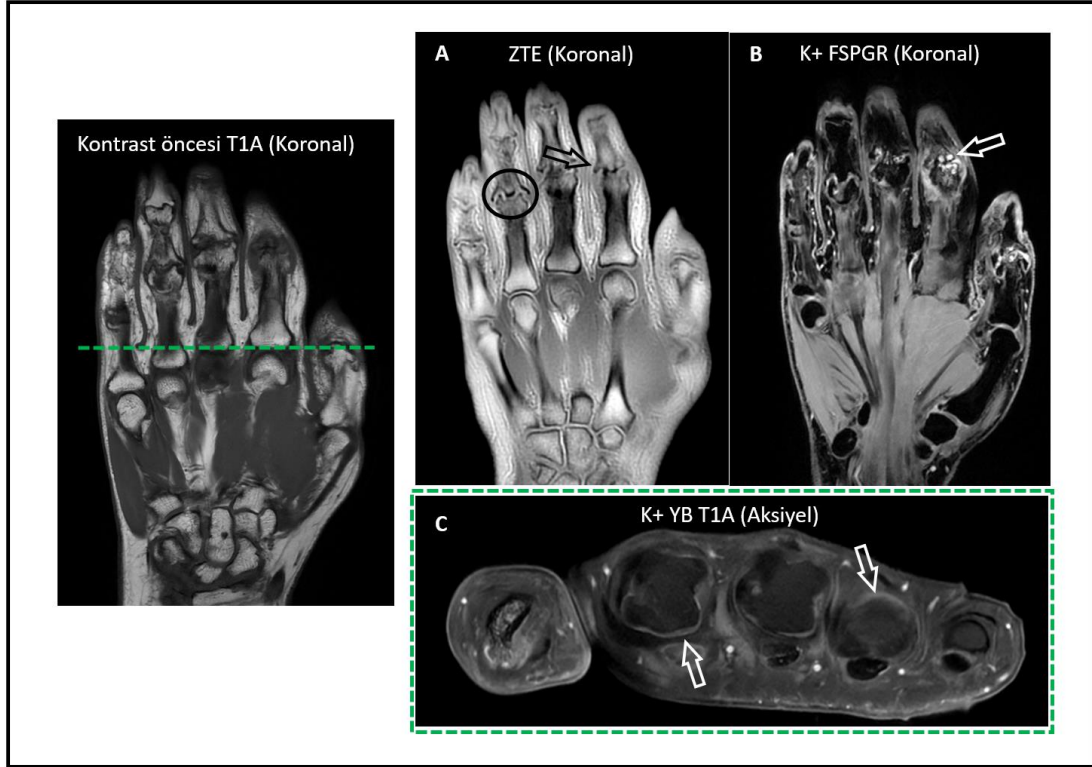 Kontrast öncesi T1A (Koronal)
A
ZTE (Koronal)
B
K+ FSPGR (Koronal)
C
K+ YB T1A (Aksiyel)